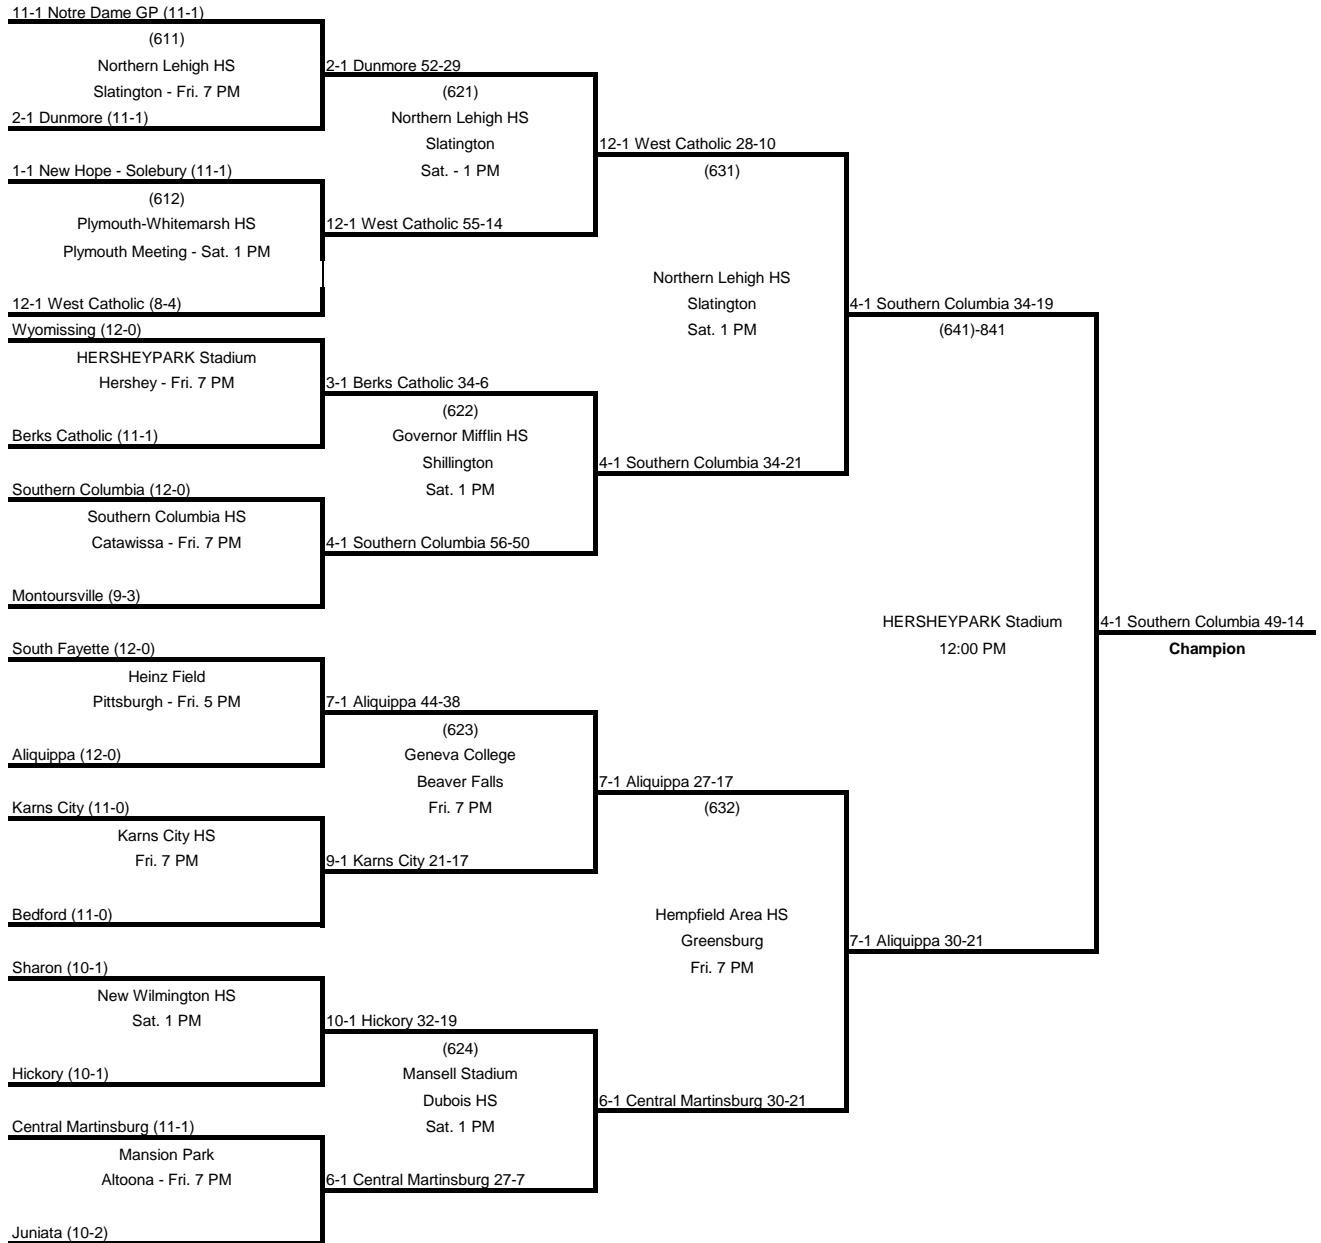 11-1 Notre Dame GP (11-1)
(611)
Northern Lehigh HS
Slatington - Fri. 7 PM
2-1 Dunmore (11-1)
1-1 New Hope - Solebury (11-1)
(612)
Plymouth-Whitemarsh HS
Plymouth Meeting - Sat. 1 PM
12-1 West Catholic (8-4)
Wyomissing (12-0)
HERSHEYPARK Stadium
Hershey - Fri. 7 PM
Berks Catholic (11-1)
Southern Columbia (12-0)
Southern Columbia HS
Catawissa - Fri. 7 PM
Montoursville (9-3)
South Fayette (12-0)
Heinz Field
Pittsburgh - Fri. 5 PM
Aliquippa (12-0)
Karns City (11-0)
Karns City HS
Fri. 7 PM
Bedford (11-0)
Sharon (10-1)
New Wilmington HS
Sat. 1 PM
Hickory (10-1)
Central Martinsburg (11-1)
Mansion Park
Altoona - Fri. 7 PM
Juniata (10-2)
2-1 Dunmore 52-29
(621)
Northern Lehigh HS
Slatington
Sat. - 1 PM
12-1 West Catholic 55-14
3-1 Berks Catholic 34-6
(622)
Governor Mifflin HS
Shillington
Sat. 1 PM
4-1 Southern Columbia 56-50
7-1 Aliquippa 44-38
(623)
Geneva College
Beaver Falls
Fri. 7 PM
9-1 Karns City 21-17
10-1 Hickory 32-19
(624)
Mansell Stadium
Dubois HS
Sat. 1 PM
6-1 Central Martinsburg 27-7
12-1 West Catholic 28-10
(631)
Northern Lehigh HS
Slatington
Sat. 1 PM
4-1 Southern Columbia 34-21
7-1 Aliquippa 27-17
(632)
Hempfield Area HS
Greensburg
Fri. 7 PM
6-1 Central Martinsburg 30-21
4-1 Southern Columbia 34-19
(641)-841
HERSHEYPARK Stadium
12:00 PM
7-1 Aliquippa 30-21
4-1 Southern Columbia 49-14
Champion